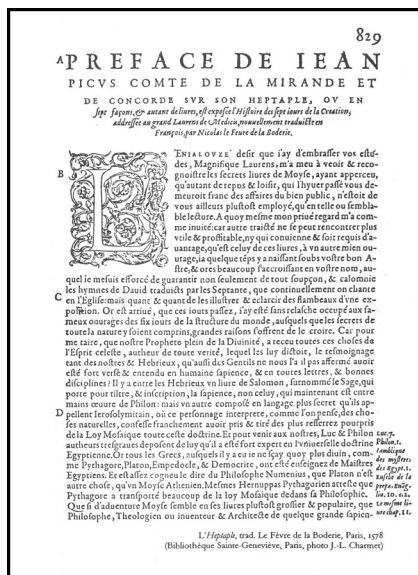 829
A PREFACE DE IEAN
PICVS COMTE DE LA MIRANDE ET
DE CONCORDE SVR SON HEPTAPLE, OV EN
sept façons, & autant de liures, est exposée l'Histoire des sept iours de la Creation,
addressée au grand Laurens de Medicis, nouuellement traduicte en
François, par Nicolas le Feure de la Boderie.
L'ENIALOVZE' desir que i'ay d'embrasser vos estu-
des, Magnifique Laurens, m'a meu à veoir & reco-
B gnoistre les secrets liures de Moyse, ayant apperceu,
qu'autant de repos & loisir, qui l'hyuer passé vous de-
meuroit franc des affaires du bien public, n'estoit de
vous ailleurs plustost employé, qu'en telle ou sembla-
ble lecture. A quoy mesme mon priué regard m'a com-
me inuité: car autre traicté ne se peut rencontrer plus
vtile & proffitable, ny qui conuienne & soit requis d'a-
uantage, qu'est celuy de ces liures, à vn autre mien ou-
urage, ia quelque tēps y a naissant soubs vostre bon A-
stre, & ores beaucoup s'accroissant en vostre nom, au-
quel ie mesuis efforcé de guarantir non seulement de tout soupçon, & calomnie
les hymnes de Dauid traduicts par les Septante, que continuellement on chante
C en l'Eglise: mais quant & quant de les illustrer & eclarcir des flambeaux d'vne ex-
position. Or est arriué, que ces iours passez, i'ay esté sans relasche occupé aux fa-
meux ourages des six iours de la structure du monde, ausquels que les secrets de
toute la nature y soient comprins, grandes raisons s'offrent de le croire. Car pour
me taire, que nostre Prophete plein de la Diuinité, a receu toutes ces choses de
l'Esprit celeste, autheur de toute verité, lequel les luy dictoit, le tesmoignage
tant des nostres & Hebrieux, qu'aussi des Gentils ne nous l'a il pas affermé auoir
esté fort versé & entendu en humaine sapience, & en toutes lettres, & bonnes
disciplines? Il y a entre les Hebrieux vn liure de Salomon, surnommé le Sage, qui
porte pour tiltre, & inscription, la sapience, non celuy, qui maintenant est entre
mains œuure de Philon: mais vn autre composé en langage plus secret qu'ils ap-
D pellent Ierosolymitain, où ce personnage interprete, comme l'on pense, des cho-
ses naturelles, confesse franchement auoir pris & tiré des plus resserrez pourpris
de la Loy Mosaique toute ceste doctrine. Et pour venir aux nostres, Luc & Philon Luc. 7.
autheurs tresgraues deposent de luy qu'il a esté fort expert en l'vniuerselle doctrine Philon. 1.
Egyptienne. Or tous les Grecs, ausquels il y a eu ie ne sçay quoy plus diuin, com- Iamblique
me Pythagore, Platon, Empedocle, & Democrite, ont esté enseignez de Maistres des mysteres
Egyptiens. Et est assez cogneu le dire du Philosophe Numenius, que Platon n'est des Egypt. 1.
autre chose, qu'vn Moyse Athenien. Mesmes Hernuppas Pythagorien atteste que Eusebe de la
Pythagore a transporté beaucoup de la loy Mosaique dedans sa Philosophie. prepa. Euāg.
Que si d'aduenture Moyse semble en ses liures plustost grossier & populaire, que le mesme li-
Philosophe, Theologien ou inuenteur & Architecte de quelque grande sapien- ure chap. 11.
L'Heptaple, trad. Le Fèvre de la Boderie, Paris, 1578
(Bibliothèque Sainte-Geneviève, Paris, photo J.-L. Charmet)